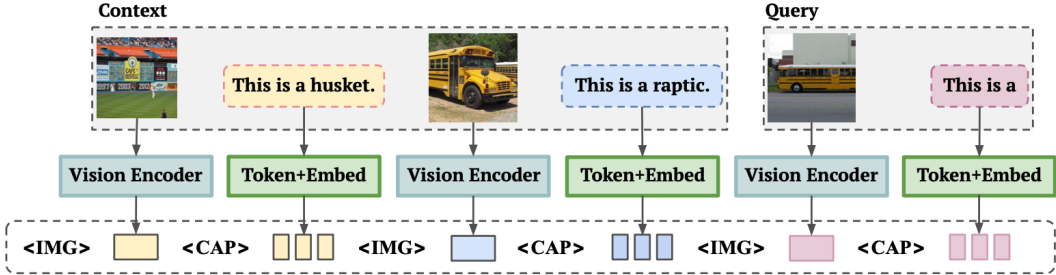 Context
Query
This is a husket.
This is a raptic.
This is a
Vision Encoder
Token+Embed
Vision Encoder
Token+Embed
Vision Encoder
Token+Embed
<IMG> <CAP> <IMG> <CAP> <IMG> <CAP>